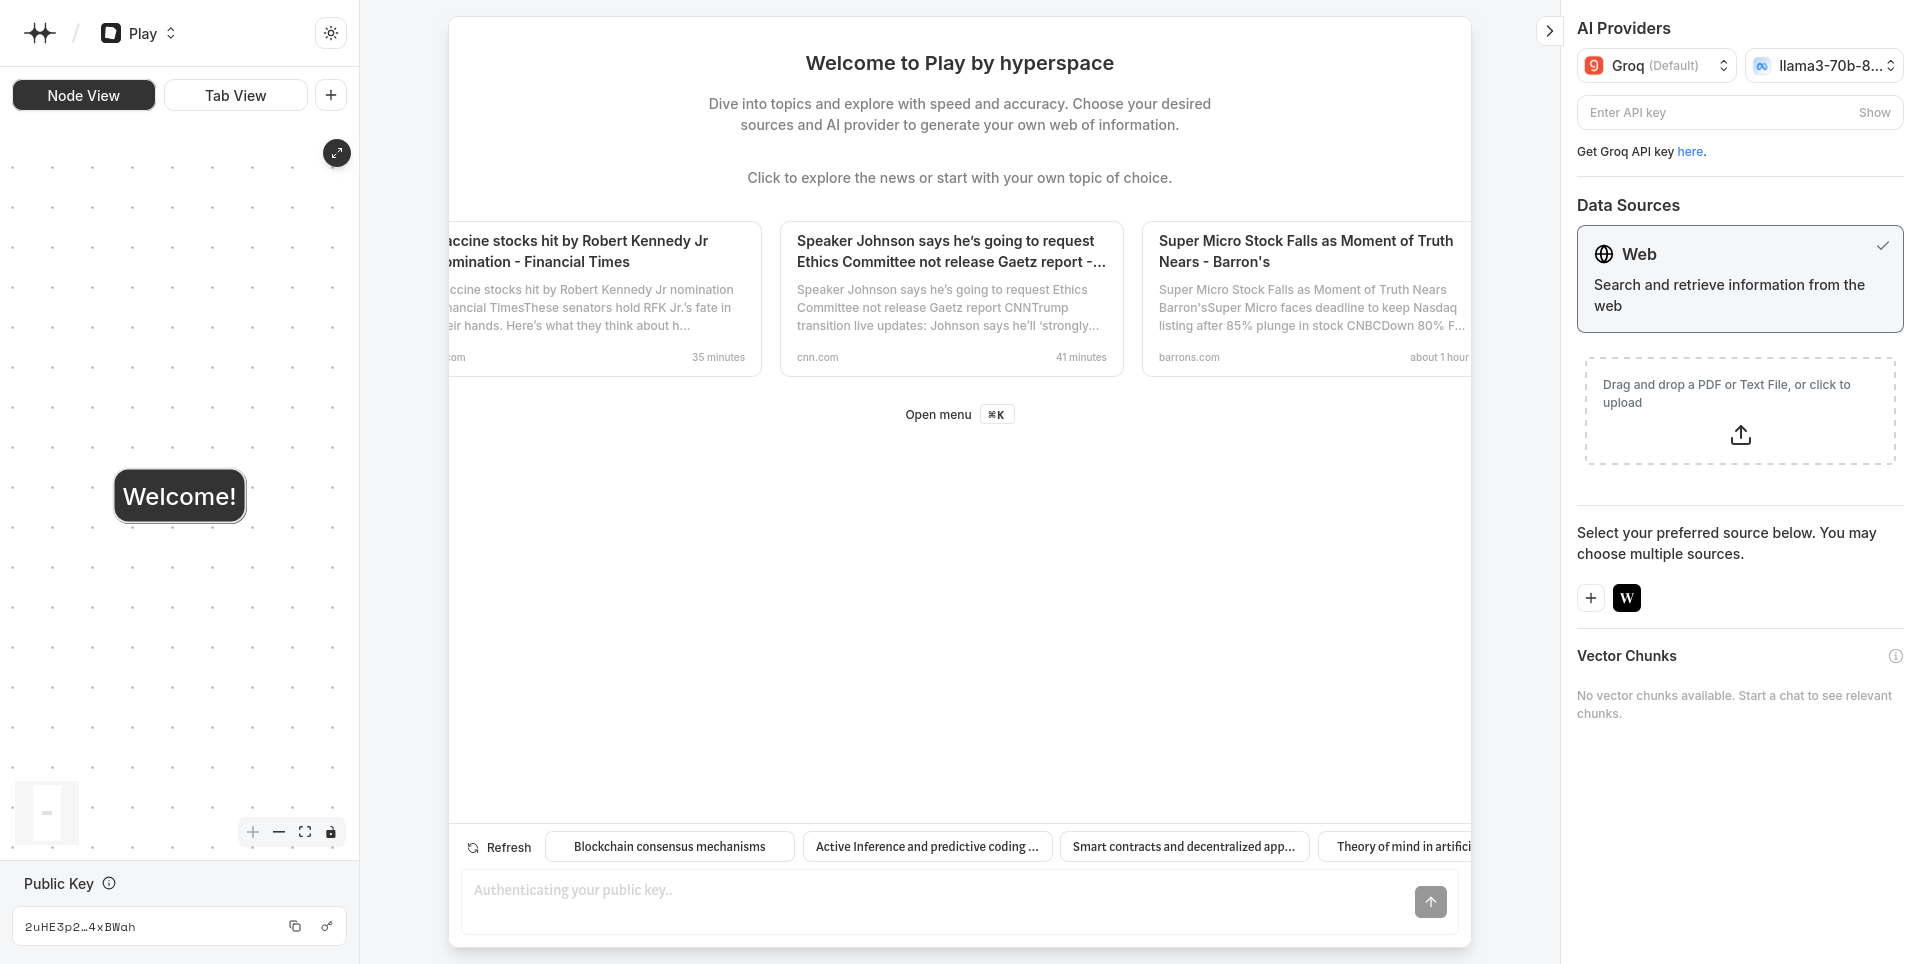 Play
Node View
Tab View
Welcome!
Public Key
2uHE3p2…4xBWah
Welcome to Play by hyperspace
Dive into topics and explore with speed and accuracy. Choose your desired
sources and AI provider to generate your own web of information.
Click to explore the news or start with your own topic of choice.
accine stocks hit by Robert Kennedy Jr
omination - Financial Times
ccine stocks hit by Robert Kennedy Jr nomination
nancial TimesThese senators hold RFK Jr.’s fate in
eir hands. Here’s what they think about h...
com
35 minutes
Speaker Johnson says he’s going to request
Ethics Committee not release Gaetz report -...
Speaker Johnson says he’s going to request Ethics
Committee not release Gaetz report CNNTrump
transition live updates: Johnson says he’ll ‘strongly...
cnn.com
41 minutes
Super Micro Stock Falls as Moment of Truth
Nears - Barron's
Super Micro Stock Falls as Moment of Truth Nears
Barron'sSuper Micro faces deadline to keep Nasdaq
listing after 85% plunge in stock CNBCDown 80% F...
barrons.com
about 1 hour
Open menu ⌘K
Refresh
Blockchain consensus mechanisms
Active Inference and predictive coding ...
Smart contracts and decentralized app...
Theory of mind in artifici
Authenticating your public key..
AI Providers
Groq (Default)
llama3-70b-8...
Enter API key
Show
Get Groq API key here.
Data Sources
Web
Search and retrieve information from the
web
Drag and drop a PDF or Text File, or click to
upload
Select your preferred source below. You may
choose multiple sources.
W
Vector Chunks
No vector chunks available. Start a chat to see relevant
chunks.